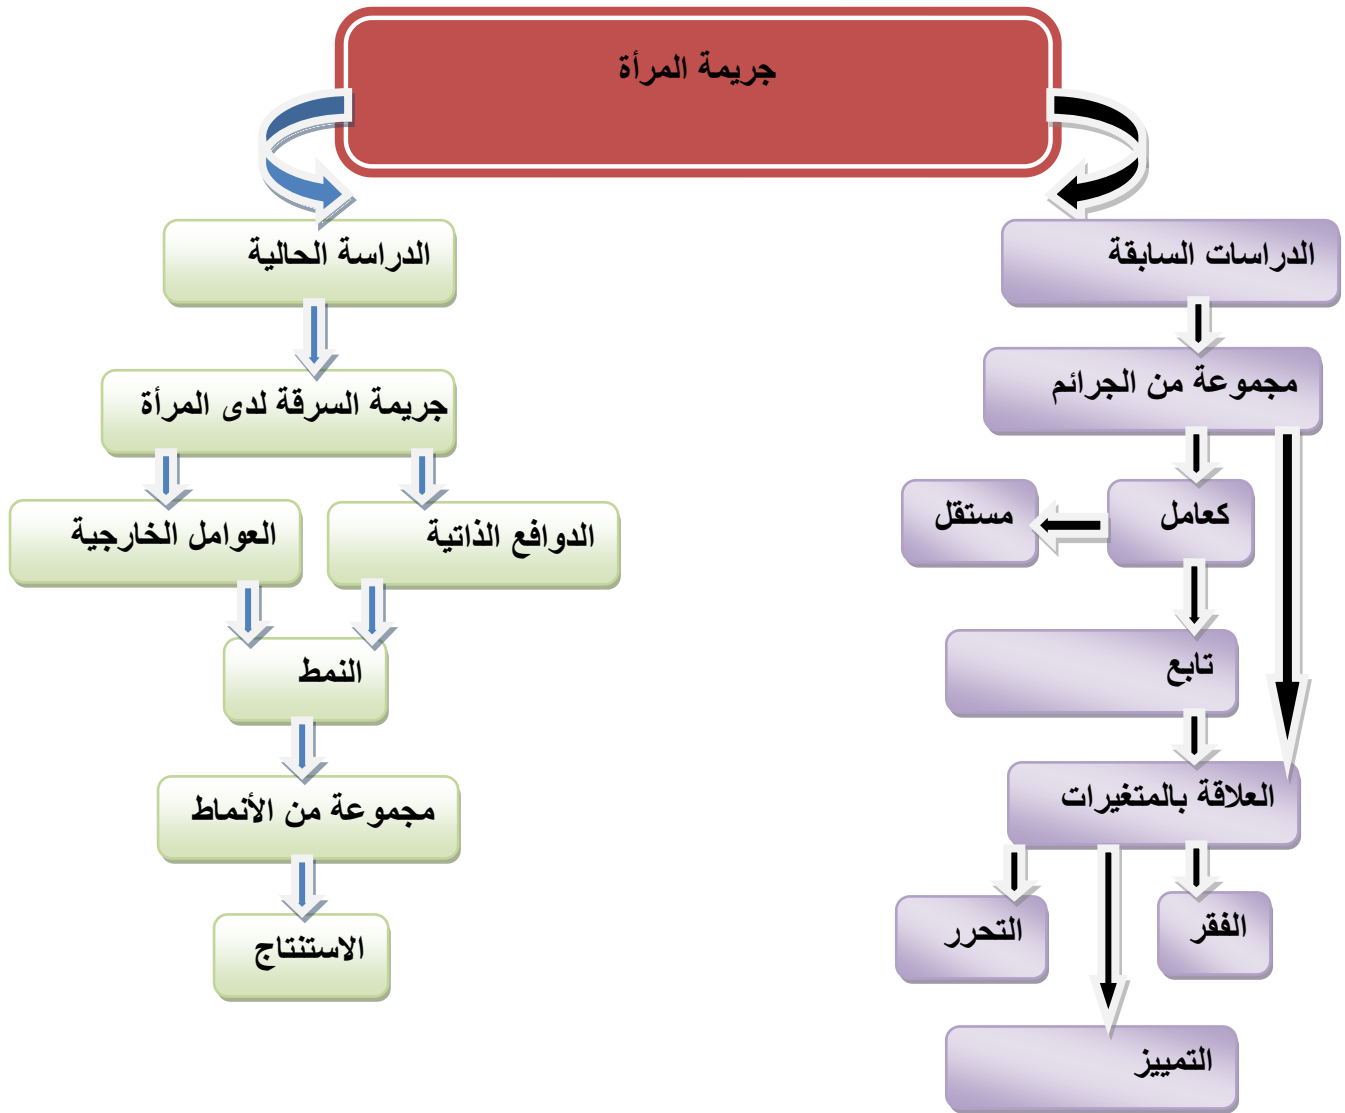 جريمة المرأة
الدراسات السابقة
الدراسة الحالية
مجموعة من الجرائم
جريمة السرقة لدى المرأة
كعامل
مستقل
الدوافع الذاتية
العوامل الخارجية
تابع
النمط
العلاقة بالمتغيرات
مجموعة من الأنماط
الفقر
التحرر
الاستنتاج
التمييز